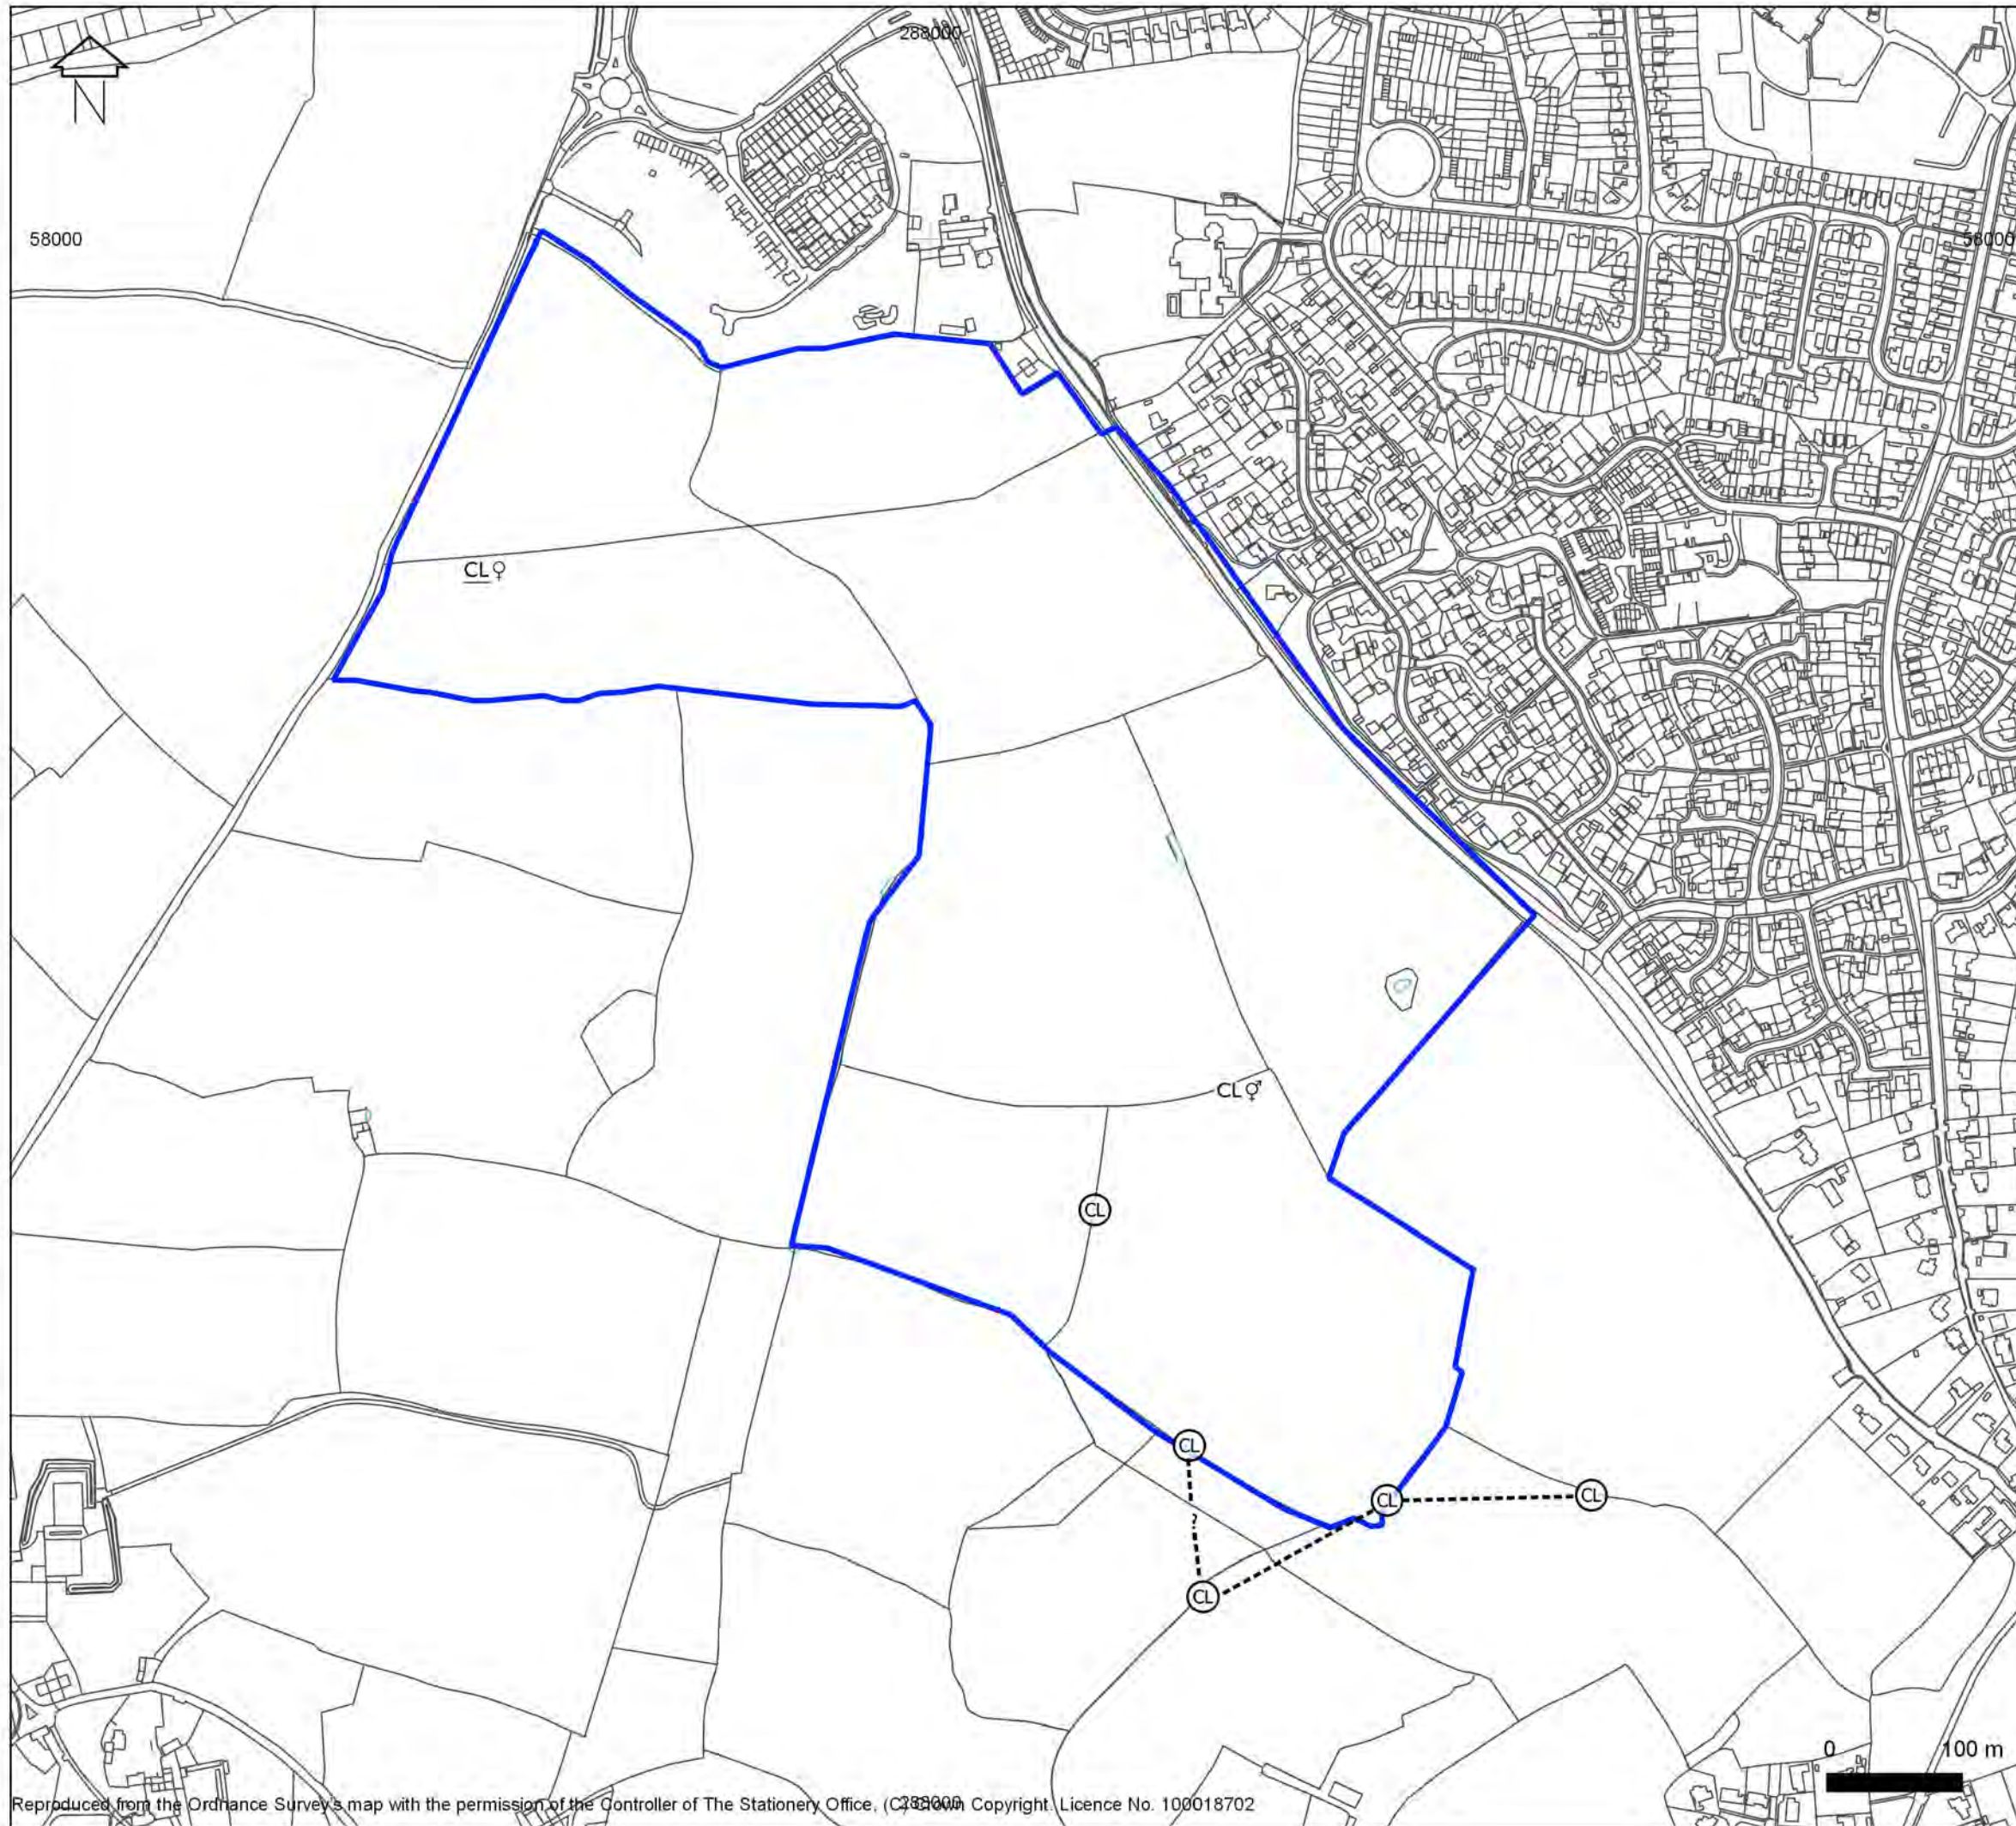 288000
N
58000
58000
CL♀
CL⚥
CL
CL
CL
CL
CL
0 100 m
Reproduced from the Ordnance Survey's map with the permission of the Controller of The Stationery Office, (C) Crown Copyright. Licence No. 100018702
288000